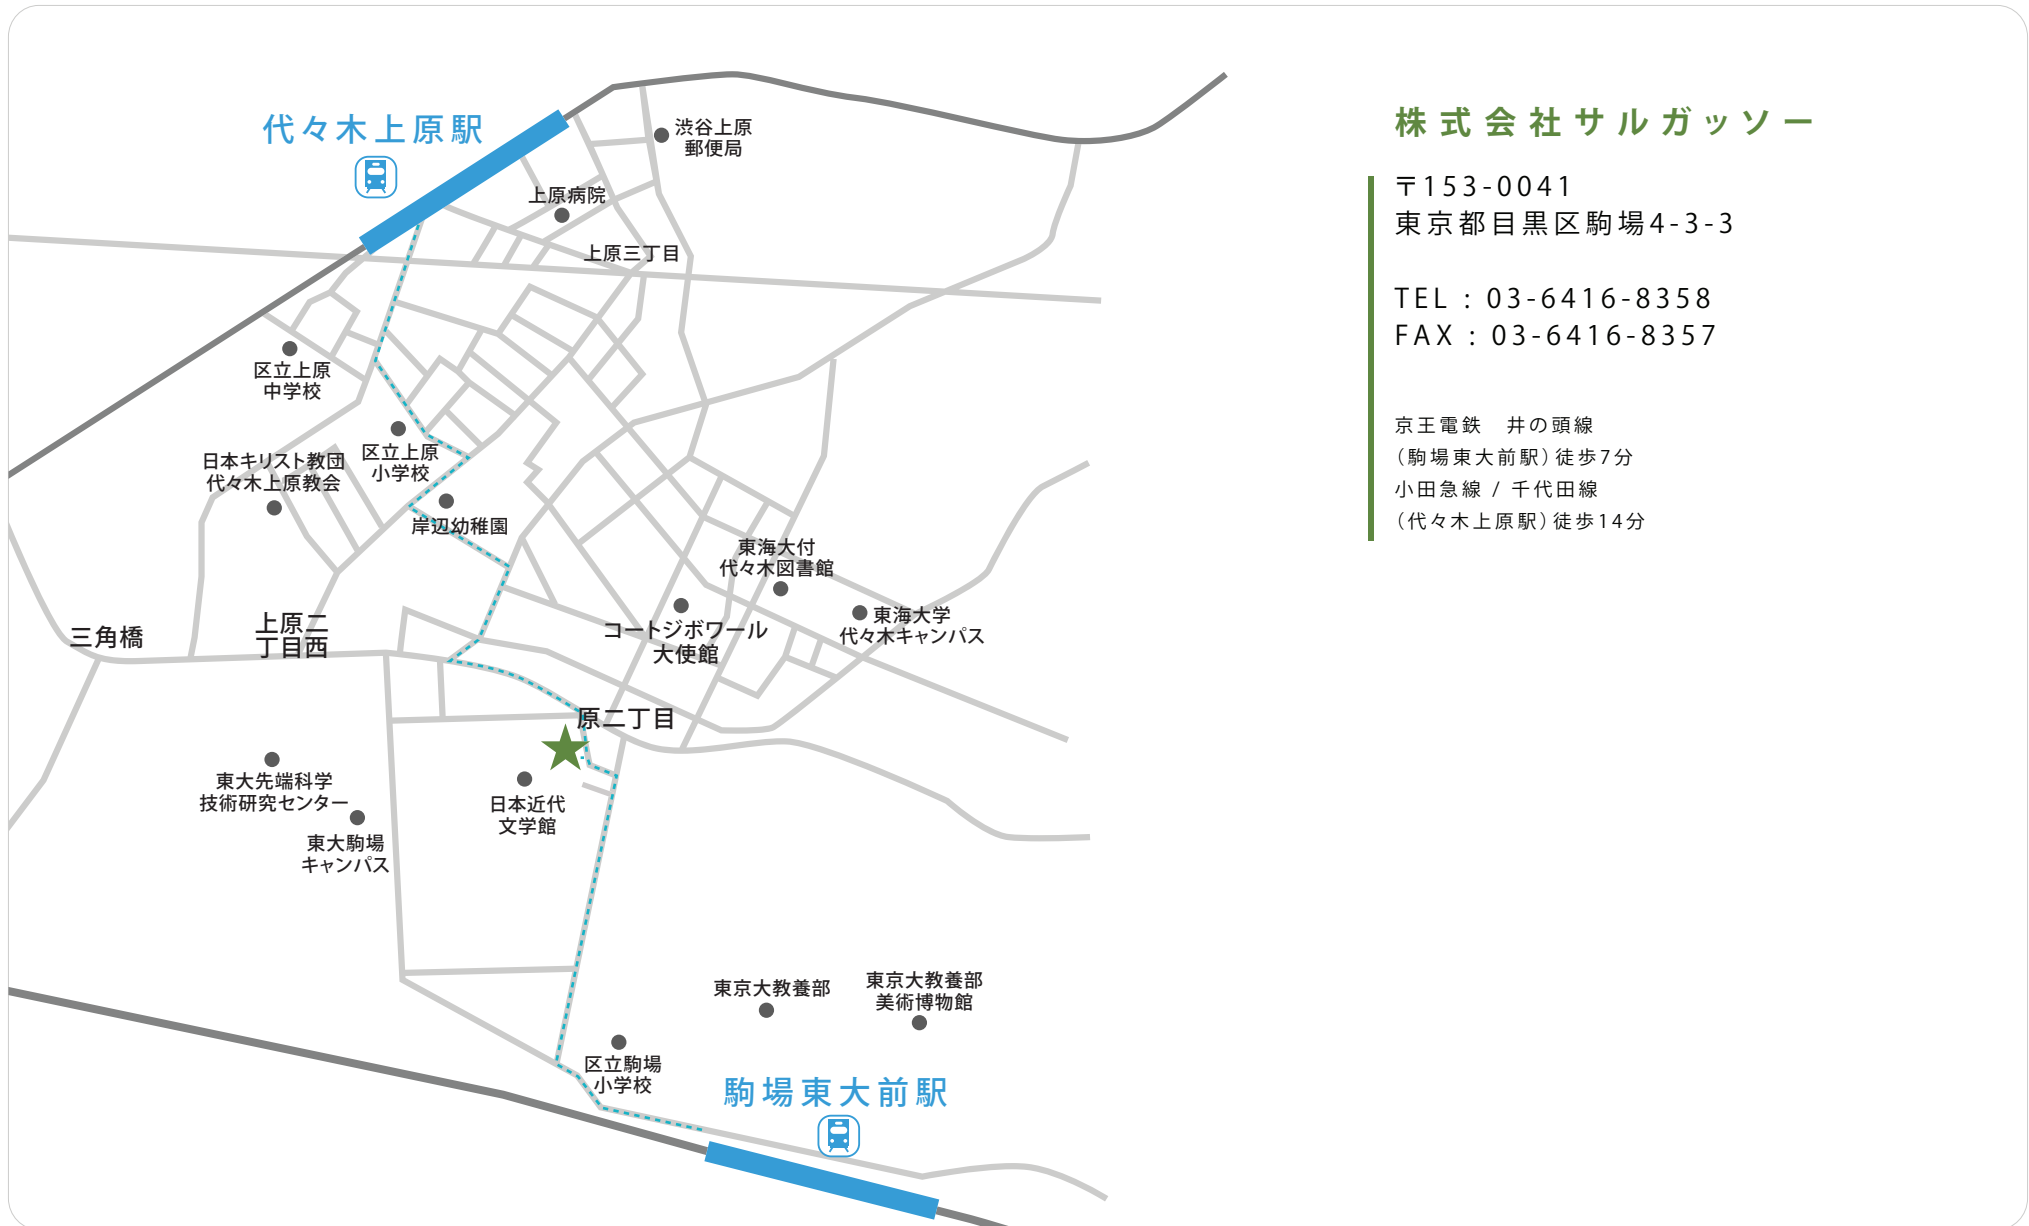 代々木上原駅
渋谷上原
郵便局
上原病院
上原三丁目
区立上原
中学校
区立上原
小学校
日本キリスト教団
代々木上原教会
岸辺幼稚園
東海大付
代々木図書館
東海大学
代々木キャンパス
コートジボワール
大使館
三角橋
上原二
丁目西
原二丁目
東大先端科学
技術研究センター
東大駒場
キャンパス
日本近代
文学館
東京大教養部
東京大教養部
美術博物館
区立駒場
小学校
駒場東大前駅
株式会社サルガッソー
〒153-0041
東京都目黒区駒場4-3-3
TEL : 03-6416-8358
FAX : 03-6416-8357
京王電鉄　井の頭線
（駒場東大前駅）徒歩7分
小田急線 / 千代田線
（代々木上原駅）徒歩14分